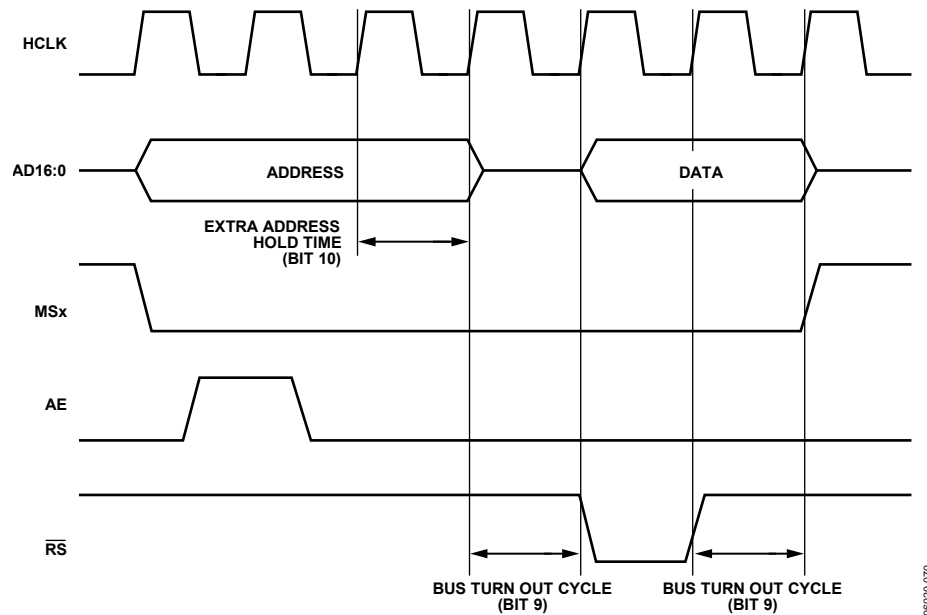 HCLK
AD16:0
ADDRESS
DATA
EXTRA ADDRESS
HOLD TIME
(BIT 10)
MSx
AE
RS
BUS TURN OUT CYCLE
(BIT 9)
BUS TURN OUT CYCLE
(BIT 9)